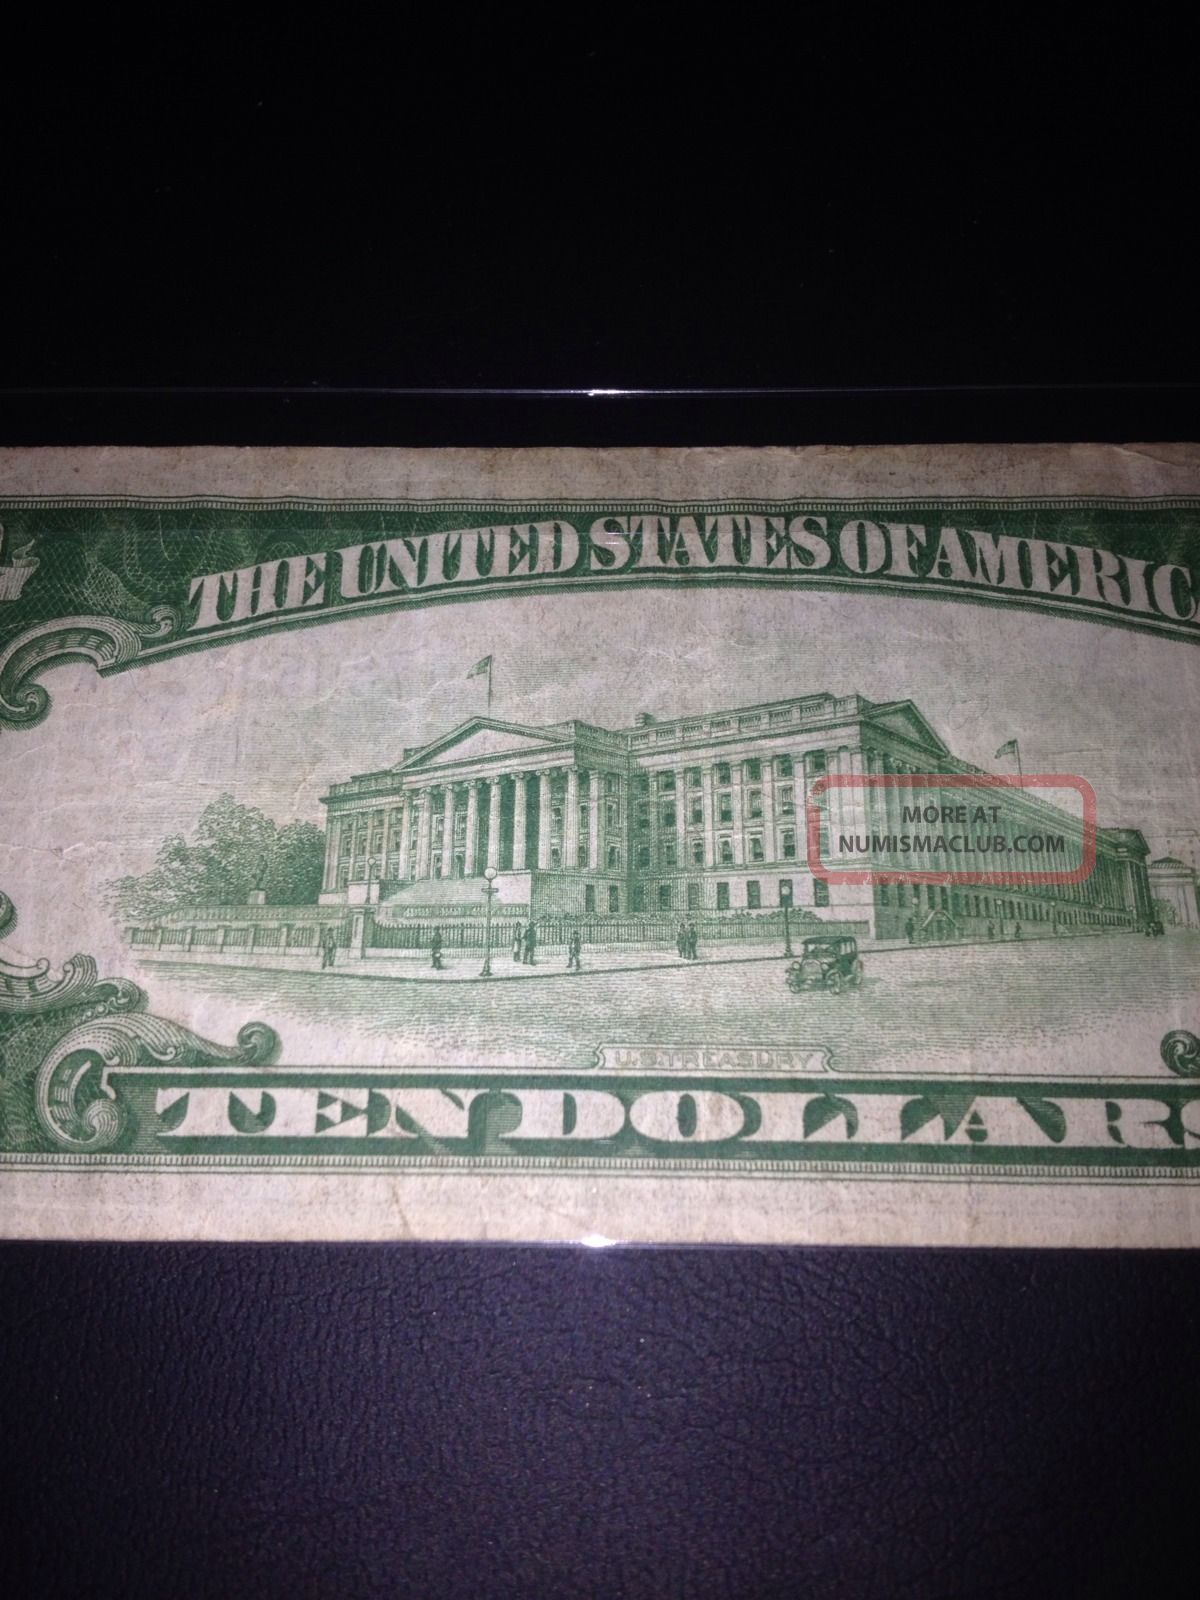 THE UNITED STATES OF AMERIC
MORE AT
NUMISMACLUB.COM
U.S. TREASURY
TEN DOLLARS